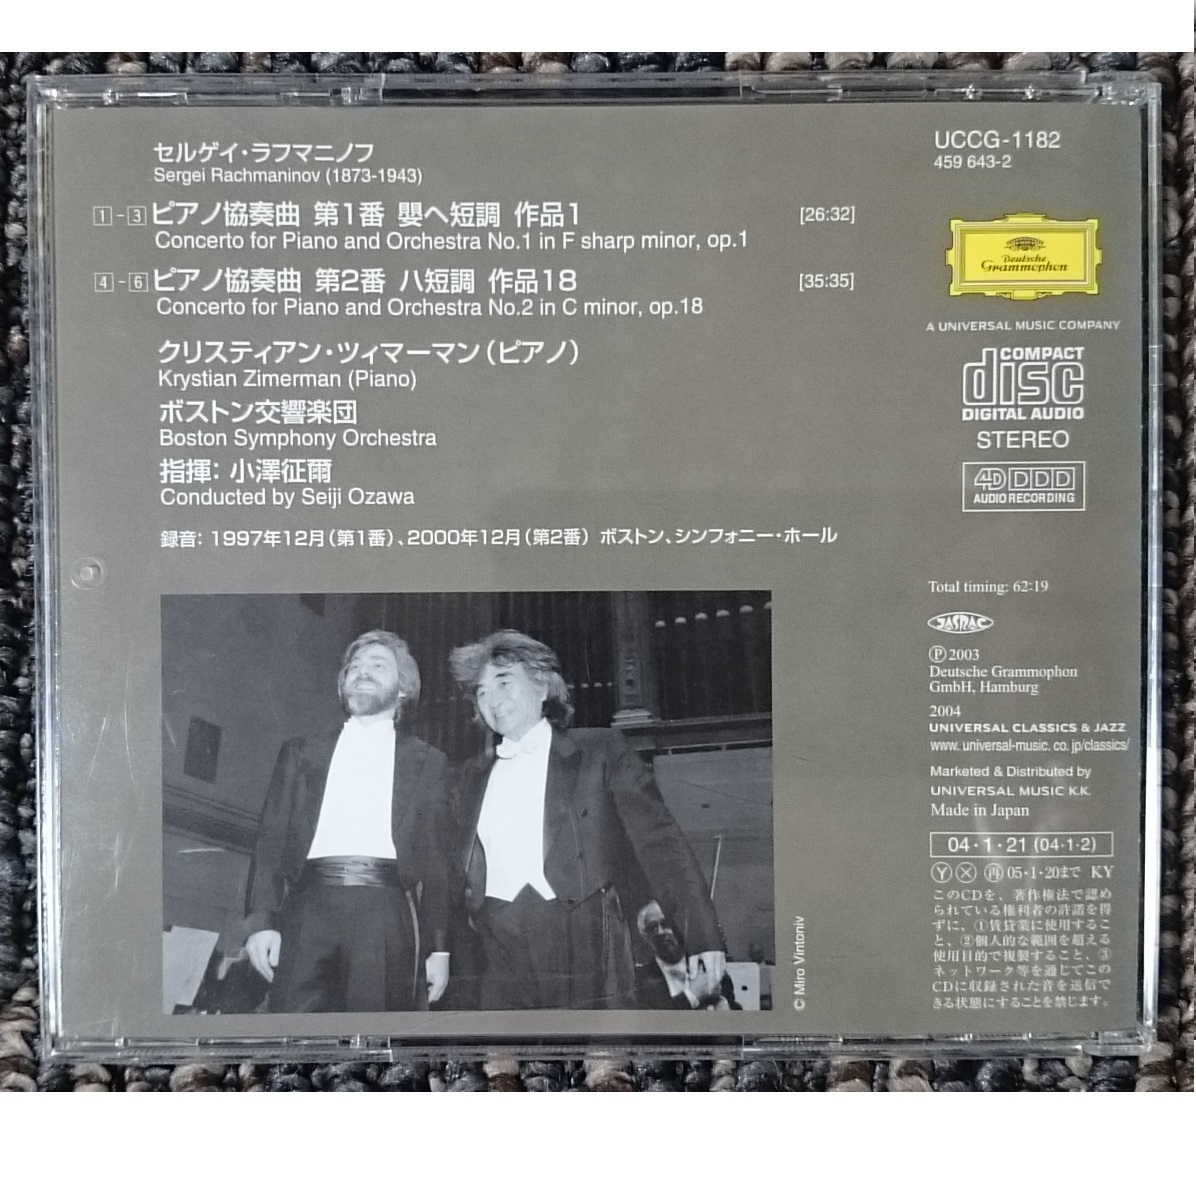 セルゲイ・ラフマニノフ
Sergei Rachmaninov (1873-1943)
1-3 ピアノ協奏曲 第1番 嬰ヘ短調 作品1 [26:32]
Concerto for Piano and Orchestra No.1 in F sharp minor, op.1
4-6 ピアノ協奏曲 第2番 ハ短調 作品18 [35:35]
Concerto for Piano and Orchestra No.2 in C minor, op.18
クリスティアン・ツィマーマン(ピアノ)
Krystian Zimerman (Piano)
ボストン交響楽団
Boston Symphony Orchestra
指揮: 小澤征爾
Conducted by Seiji Ozawa
録音: 1997年12月(第1番)、2000年12月(第2番) ボストン、シンフォニー・ホール
© Miro Vintoniv
UCCG-1182
459 643-2
Deutsche
Grammophon
A UNIVERSAL MUSIC COMPANY
COMPACT
disc
DIGITAL AUDIO
STEREO
4D DDD
AUDIO RECORDING
Total timing: 62:19
JASRAC
℗ 2003
Deutsche Grammophon
GmbH, Hamburg
2004
UNIVERSAL CLASSICS & JAZZ
www. universal-music. co. jp/classics/
Marketed & Distributed by
UNIVERSAL MUSIC K.K.
Made in Japan
04・1・21 (04・1・2)
Ⓨ Ⓧ 再 05・1・20まで KY
このCDを、著作権法で認め
られている権利者の許諾を得
ずに、①賃貸業に使用するこ
と、②個人的な範囲を超える
使用目的で複製すること、③
ネットワーク等を通じてこの
CDに収録された音を送信で
きる状態にすることを禁じます。